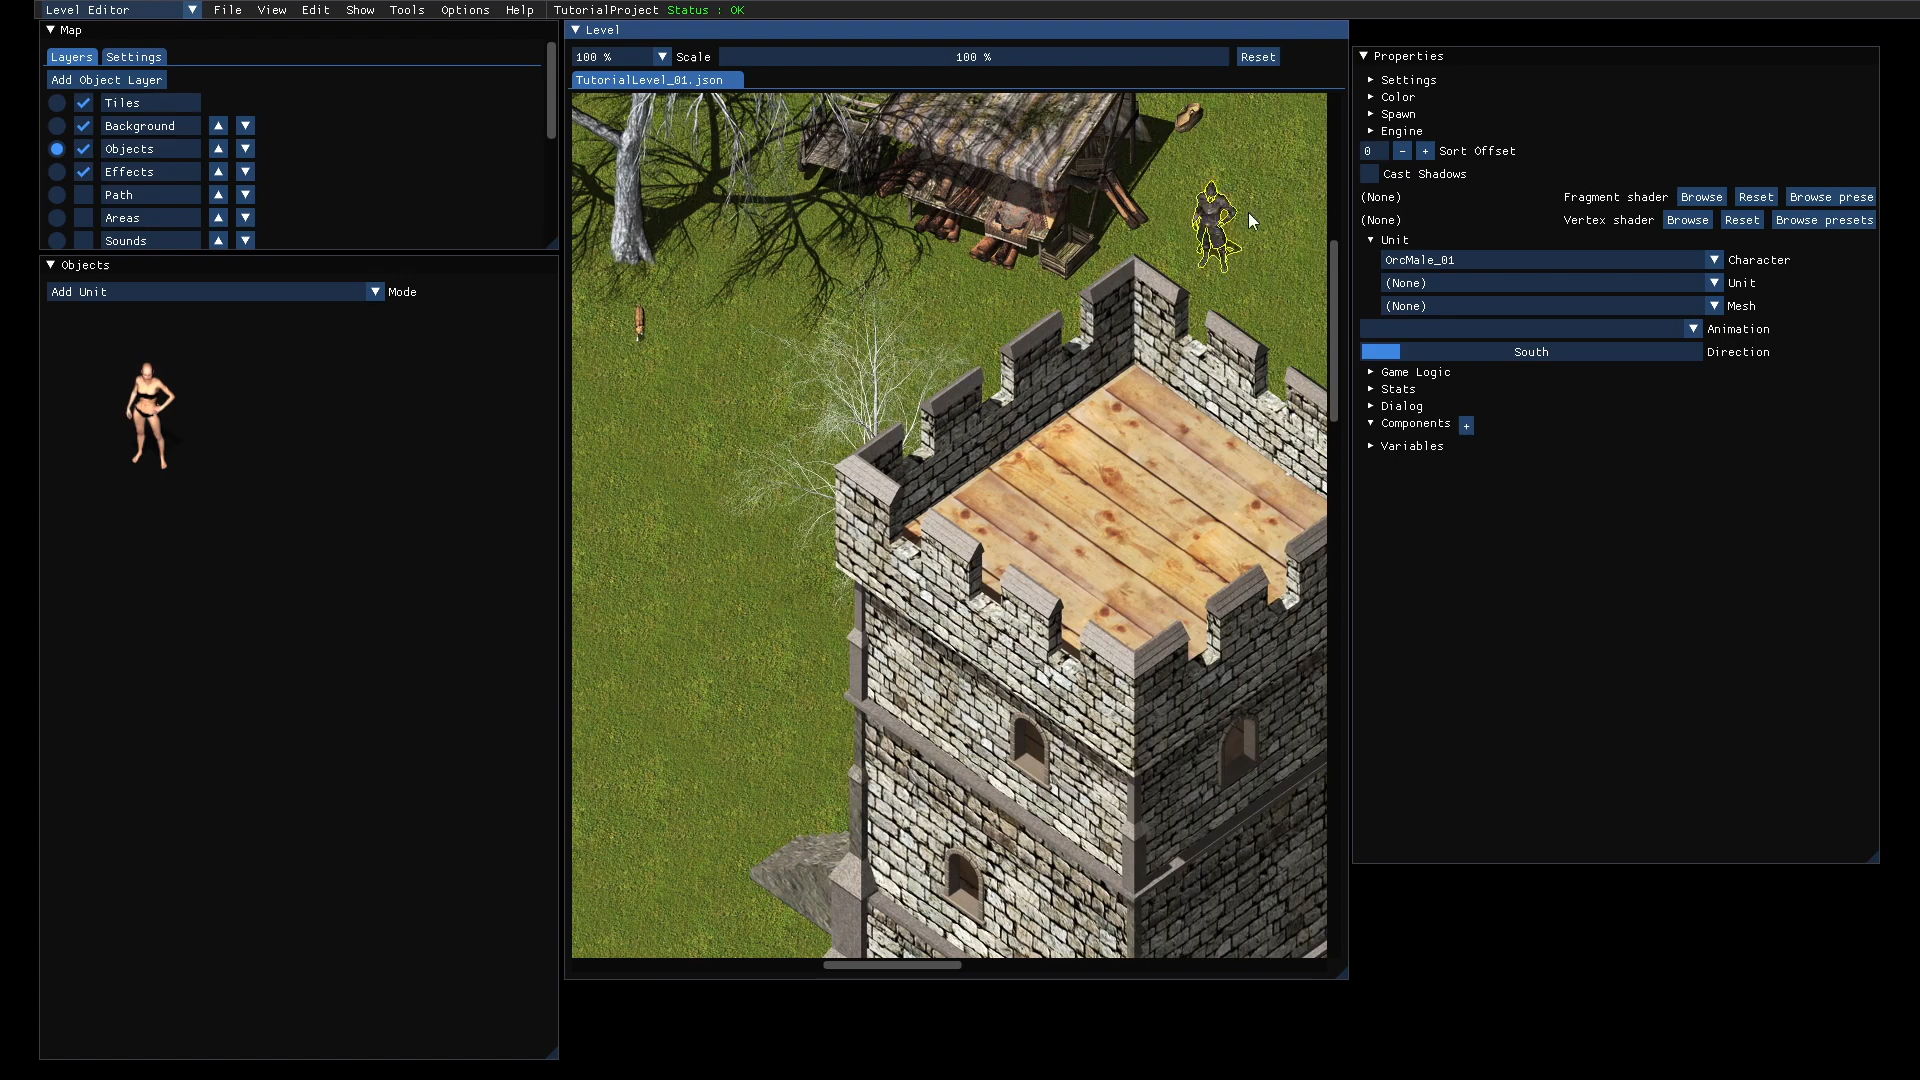 Level Editor File View Edit Show Tools Options Help TutorialProject Status : OK
Map
Layers Settings
Add Object Layer
Tiles
Background
Objects
Effects
Path
Areas
Sounds
Objects
Add Unit Mode
Level
100 % Scale 100 % Reset
TutorialLevel_01.json
Properties
Settings
Color
Spawn
Engine
0 - + Sort Offset
Cast Shadows
(None) Fragment shader Browse Reset Browse prese
(None) Vertex shader Browse Reset Browse presets
Unit
OrcMale_01 Character
(None) Unit
(None) Mesh
Animation
South Direction
Game Logic
Stats
Dialog
Components +
Variables